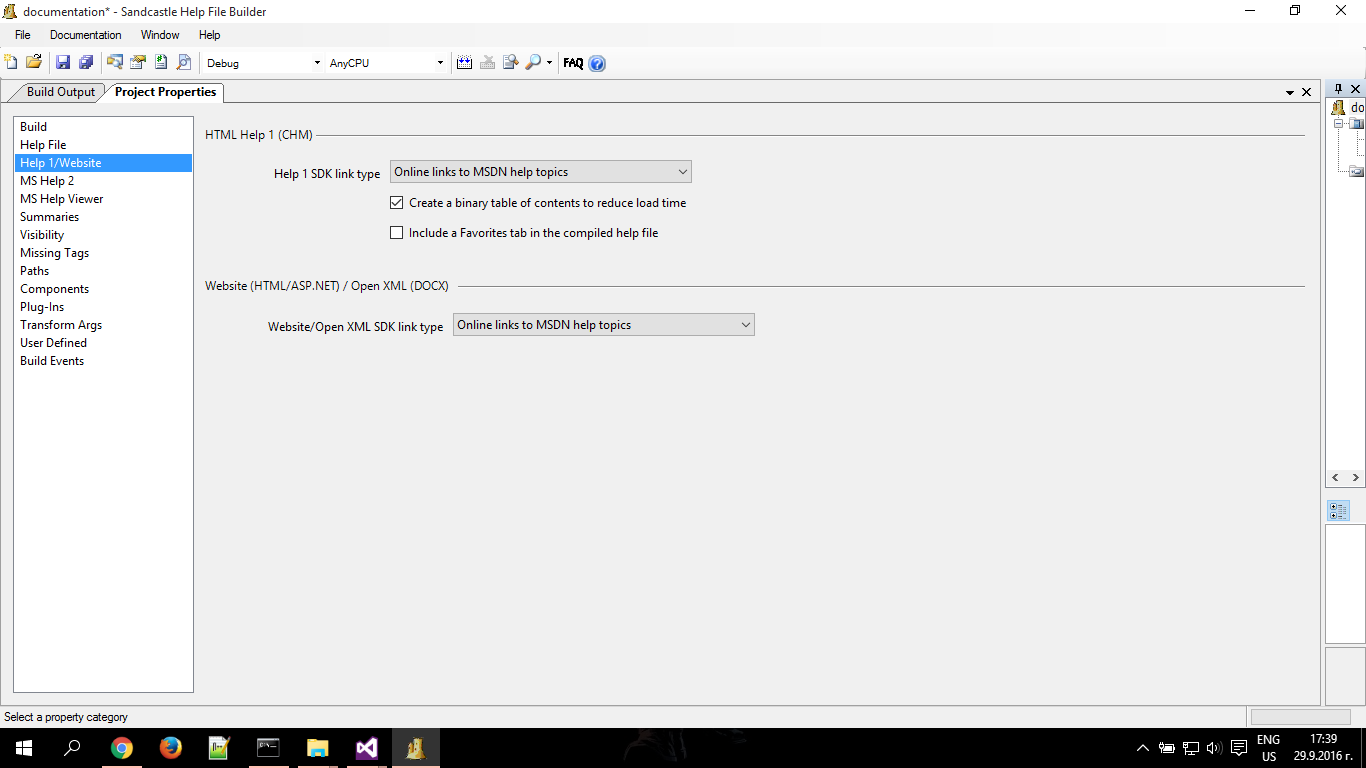 documentation* - Sandcastle Help File Builder
File Documentation Window Help
Debug AnyCPU FAQ
Build Output Project Properties
do
Build
Help File
Help 1/Website
MS Help 2
MS Help Viewer
Summaries
Visibility
Missing Tags
Paths
Components
Plug-Ins
Transform Args
User Defined
Build Events
HTML Help 1 (CHM)
Help 1 SDK link type Online links to MSDN help topics
Create a binary table of contents to reduce load time
Include a Favorites tab in the compiled help file
Website (HTML/ASP.NET) / Open XML (DOCX)
Website/Open XML SDK link type Online links to MSDN help topics
Select a property category
ENG
US
17:39
29.9.2016 г.